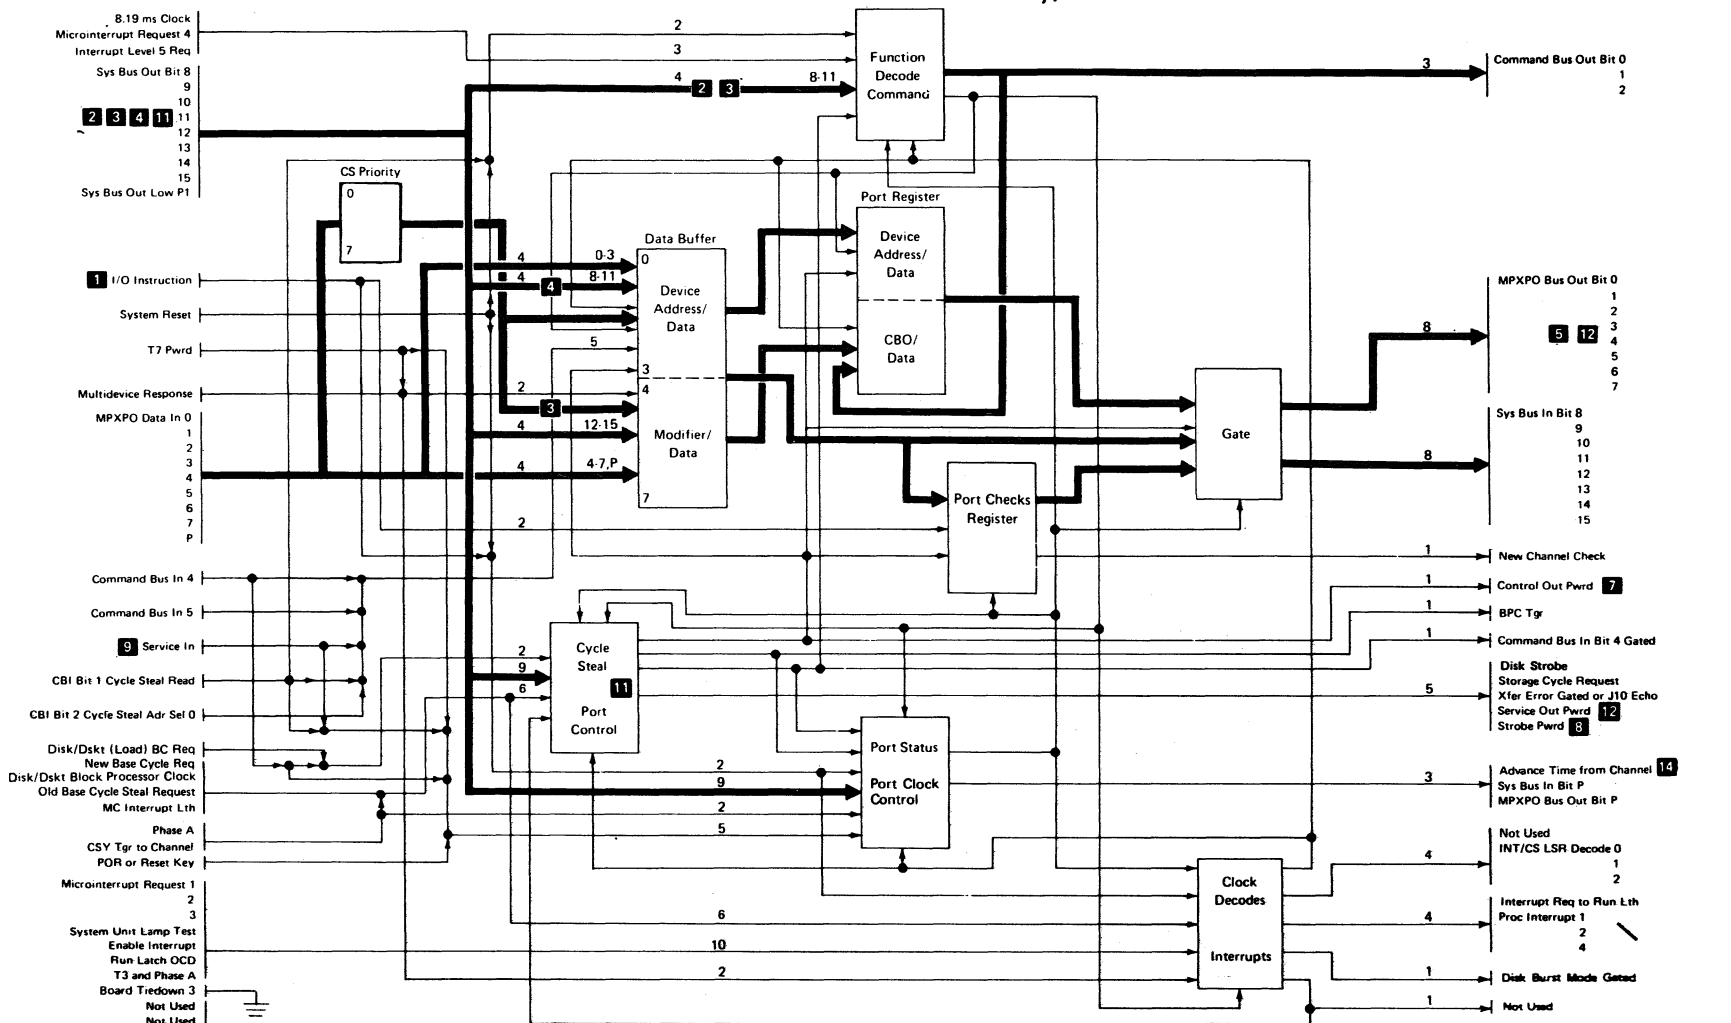 8.19 ms Clock
Microinterrupt Request 4
Interrupt Level 5 Req
Sys Bus Out Bit 8
9
10
2 3 4 11 11
12
13
14
15
Sys Bus Out Low P1
1 I/O Instruction
System Reset
T7 Pwrd
Multidevice Response
MPXPO Data In 0
1
2
3
4
5
6
7
P
Command Bus In 4
Command Bus In 5
9 Service In
CBI Bit 1 Cycle Steal Read
CBI Bit 2 Cycle Steal Adr Sel 0
Disk/Dskt (Load) BC Req
New Base Cycle Req
Disk/Dskt Block Processor Clock
Old Base Cycle Steal Request
MC Interrupt Lth
Phase A
CSY Tgr to Channel
POR or Reset Key
Microinterrupt Request 1
2
3
System Unit Lamp Test
Enable Interrupt
Run Latch OCD
T3 and Phase A
Board Tiedown 3
Not Used
Not Used
CS Priority
0
7
2
3
4 2 3 8-11
Function
Decode
Command
Data Buffer
4 0-3
4 4 8-11
5
2
3
4 12-15
4 4-7,P
2
0
Device
Address/
Data
3
4
Modifier/
Data
7
Port Register
Device
Address/
Data
CBO/
Data
Port Checks
Register
Gate
2
9
6
Cycle
Steal
11
Port
Control
2
9
2
5
Port Status
Port Clock
Control
6
10
2
Clock
Decodes
Interrupts
3 Command Bus Out Bit 0
1
2
8
MPXPO Bus Out Bit 0
1
2
3
5 12 4
5
6
7
8
Sys Bus In Bit 8
9
10
11
12
13
14
15
1 New Channel Check
1 Control Out Pwrd 7
1 BPC Tgr
1 Command Bus In Bit 4 Gated
5
Disk Strobe
Storage Cycle Request
Xfer Error Gated or J10 Echo
Service Out Pwrd 12
Strobe Pwrd 8
3
Advance Time from Channel 14
Sys Bus In Bit P
MPXPO Bus Out Bit P
4
Not Used
INT/CS LSR Decode 0
1
2
4
Interrupt Req to Run Lth
Proc Interrupt 1
2
4
1 Disk Burst Mode Gated
1 Not Used